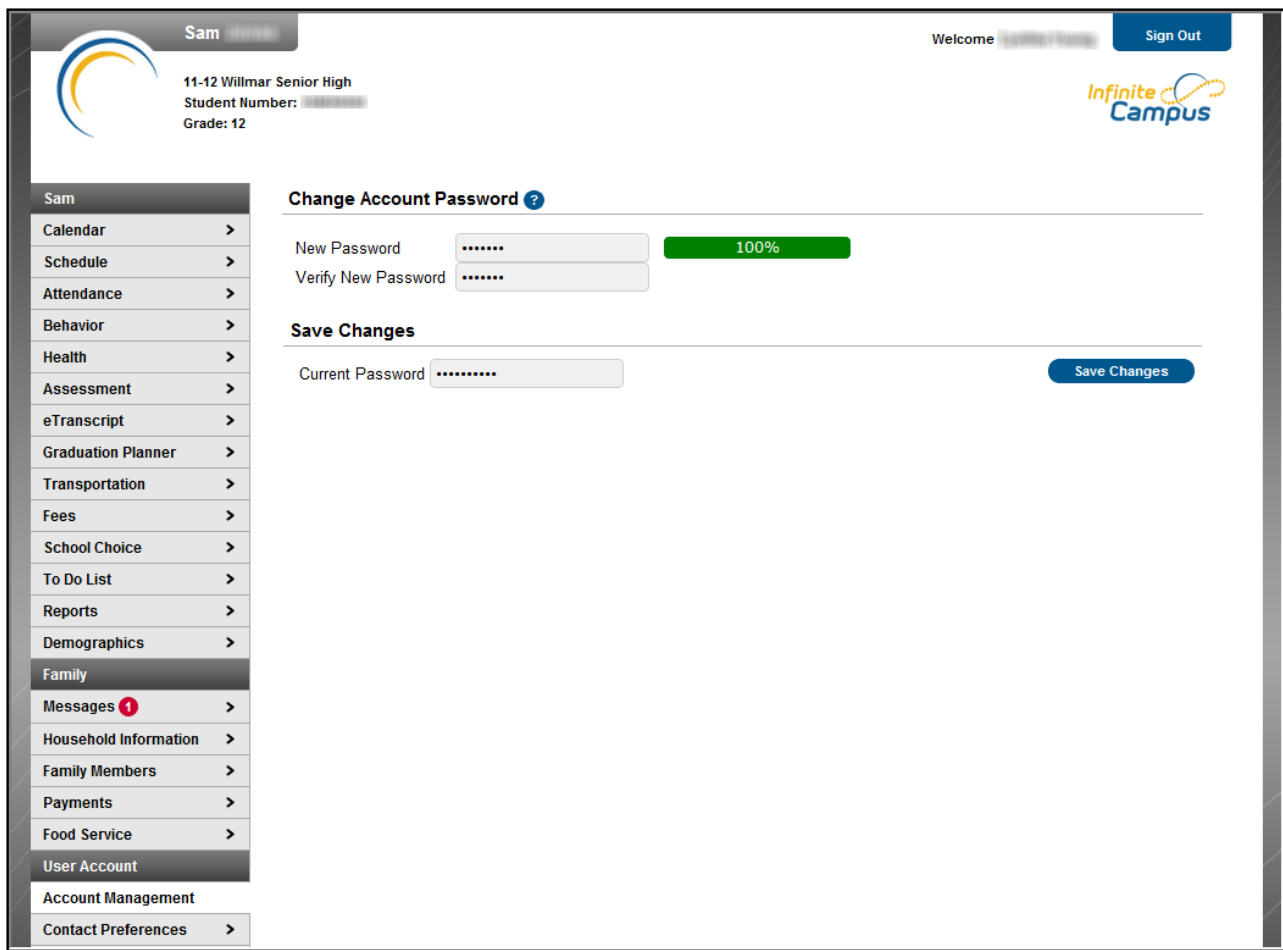 Sam
Welcome
Sign Out
11-12 Willmar Senior High
Student Number:
Grade: 12
Infinite
Campus
Sam
Calendar
Schedule
Attendance
Behavior
Health
Assessment
eTranscript
Graduation Planner
Transportation
Fees
School Choice
To Do List
Reports
Demographics
Family
Messages 1
Household Information
Family Members
Payments
Food Service
User Account
Account Management
Contact Preferences
Change Account Password ?
New Password ••••••• 100%
Verify New Password •••••••
Save Changes
Current Password •••••••••• Save Changes